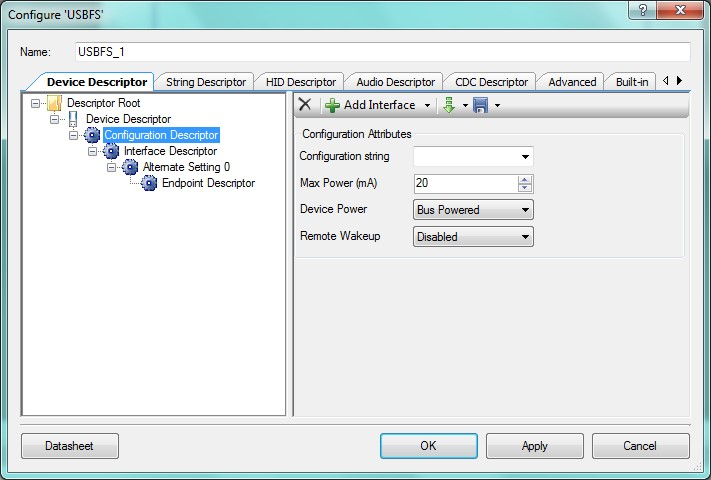 Configure 'USBFS'
?
Name: USBFS_1
Device Descriptor String Descriptor HID Descriptor Audio Descriptor CDC Descriptor Advanced Built-in
Descriptor Root
Device Descriptor
Configuration Descriptor
Interface Descriptor
Alternate Setting 0
Endpoint Descriptor
Add Interface
Configuration Attributes
Configuration string
Max Power (mA) 20
Device Power Bus Powered
Remote Wakeup Disabled
Datasheet OK Apply Cancel